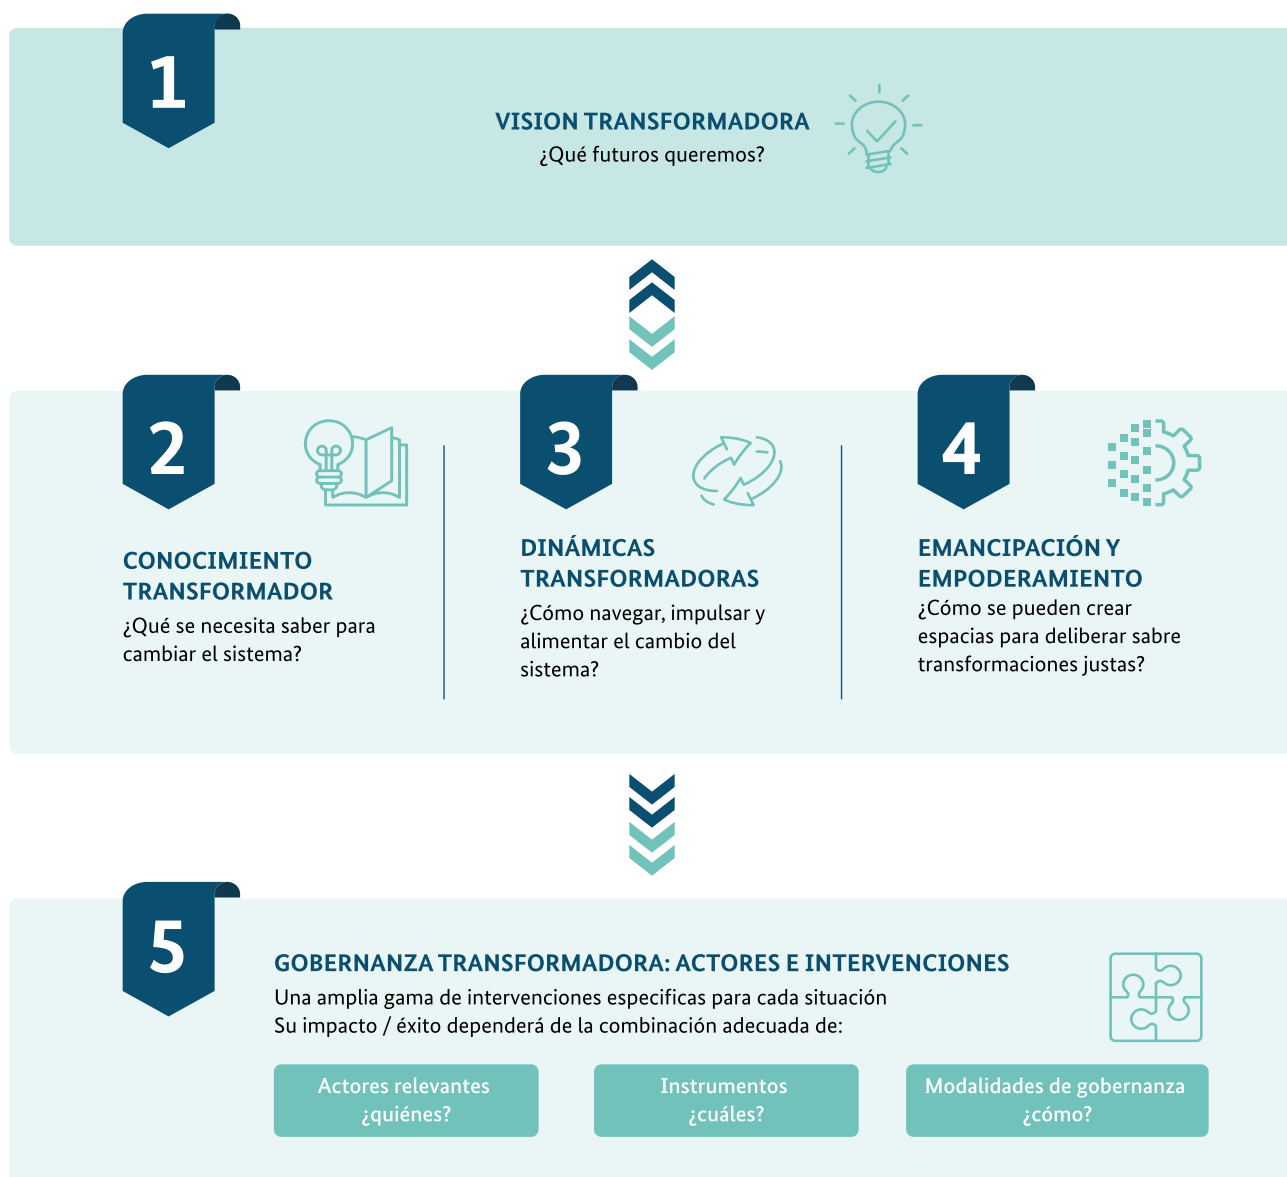 1
VISION TRANSFORMADORA
¿Qué futuros queremos?
2
CONOCIMIENTO
TRANSFORMADOR
¿Qué se necesita saber para
cambiar el sistema?
3
DINÁMICAS
TRANSFORMADORAS
¿Cómo navegar, impulsar y
alimentar el cambio del
sistema?
4
EMANCIPACIÓN Y
EMPODERAMIENTO
¿Cómo se pueden crear
espacias para deliberar sabre
transformaciones justas?
5
GOBERNANZA TRANSFORMADORA: ACTORES E INTERVENCIONES
Una amplia gama de intervenciones especificas para cada situación
Su impacto / éxito dependerá de la combinación adecuada de:
Actores relevantes
¿quiénes?
Instrumentos
¿cuáles?
Modalidades de gobernanza
¿cómo?